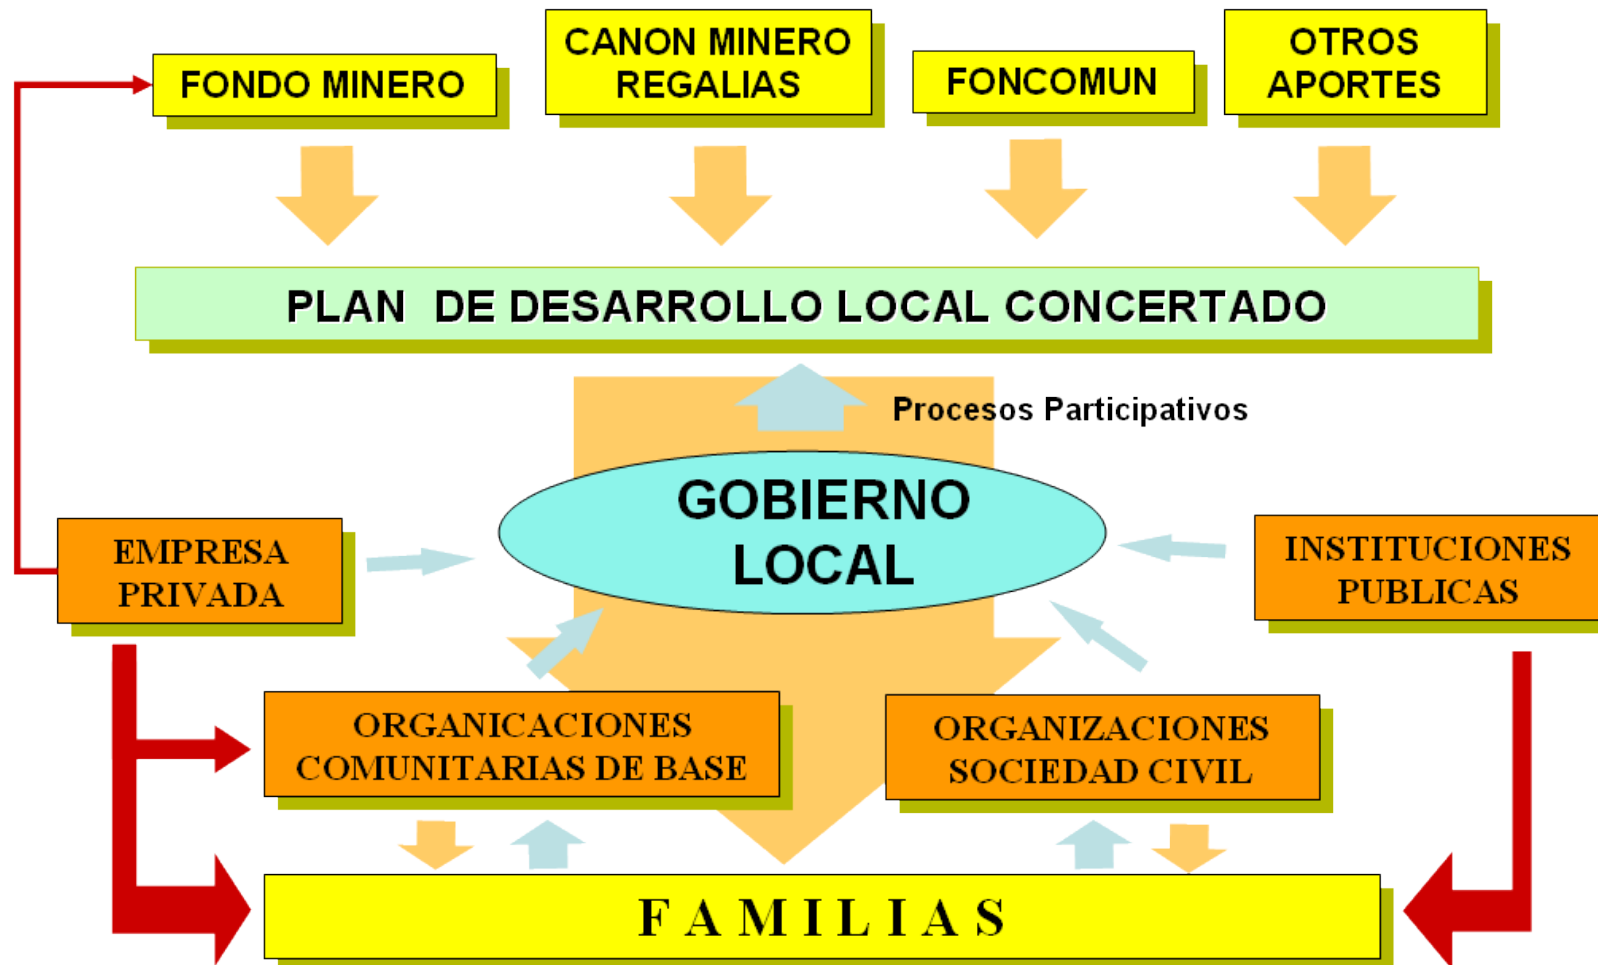 FONDO MINERO
CANON MINERO
REGALIAS
FONCOMUN
OTROS
APORTES
PLAN DE DESARROLLO LOCAL CONCERTADO
Procesos Participativos
GOBIERNO
LOCAL
EMPRESA
PRIVADA
INSTITUCIONES
PUBLICAS
ORGANICACIONES
COMUNITARIAS DE BASE
ORGANIZACIONES
SOCIEDAD CIVIL
F A M I L I A S